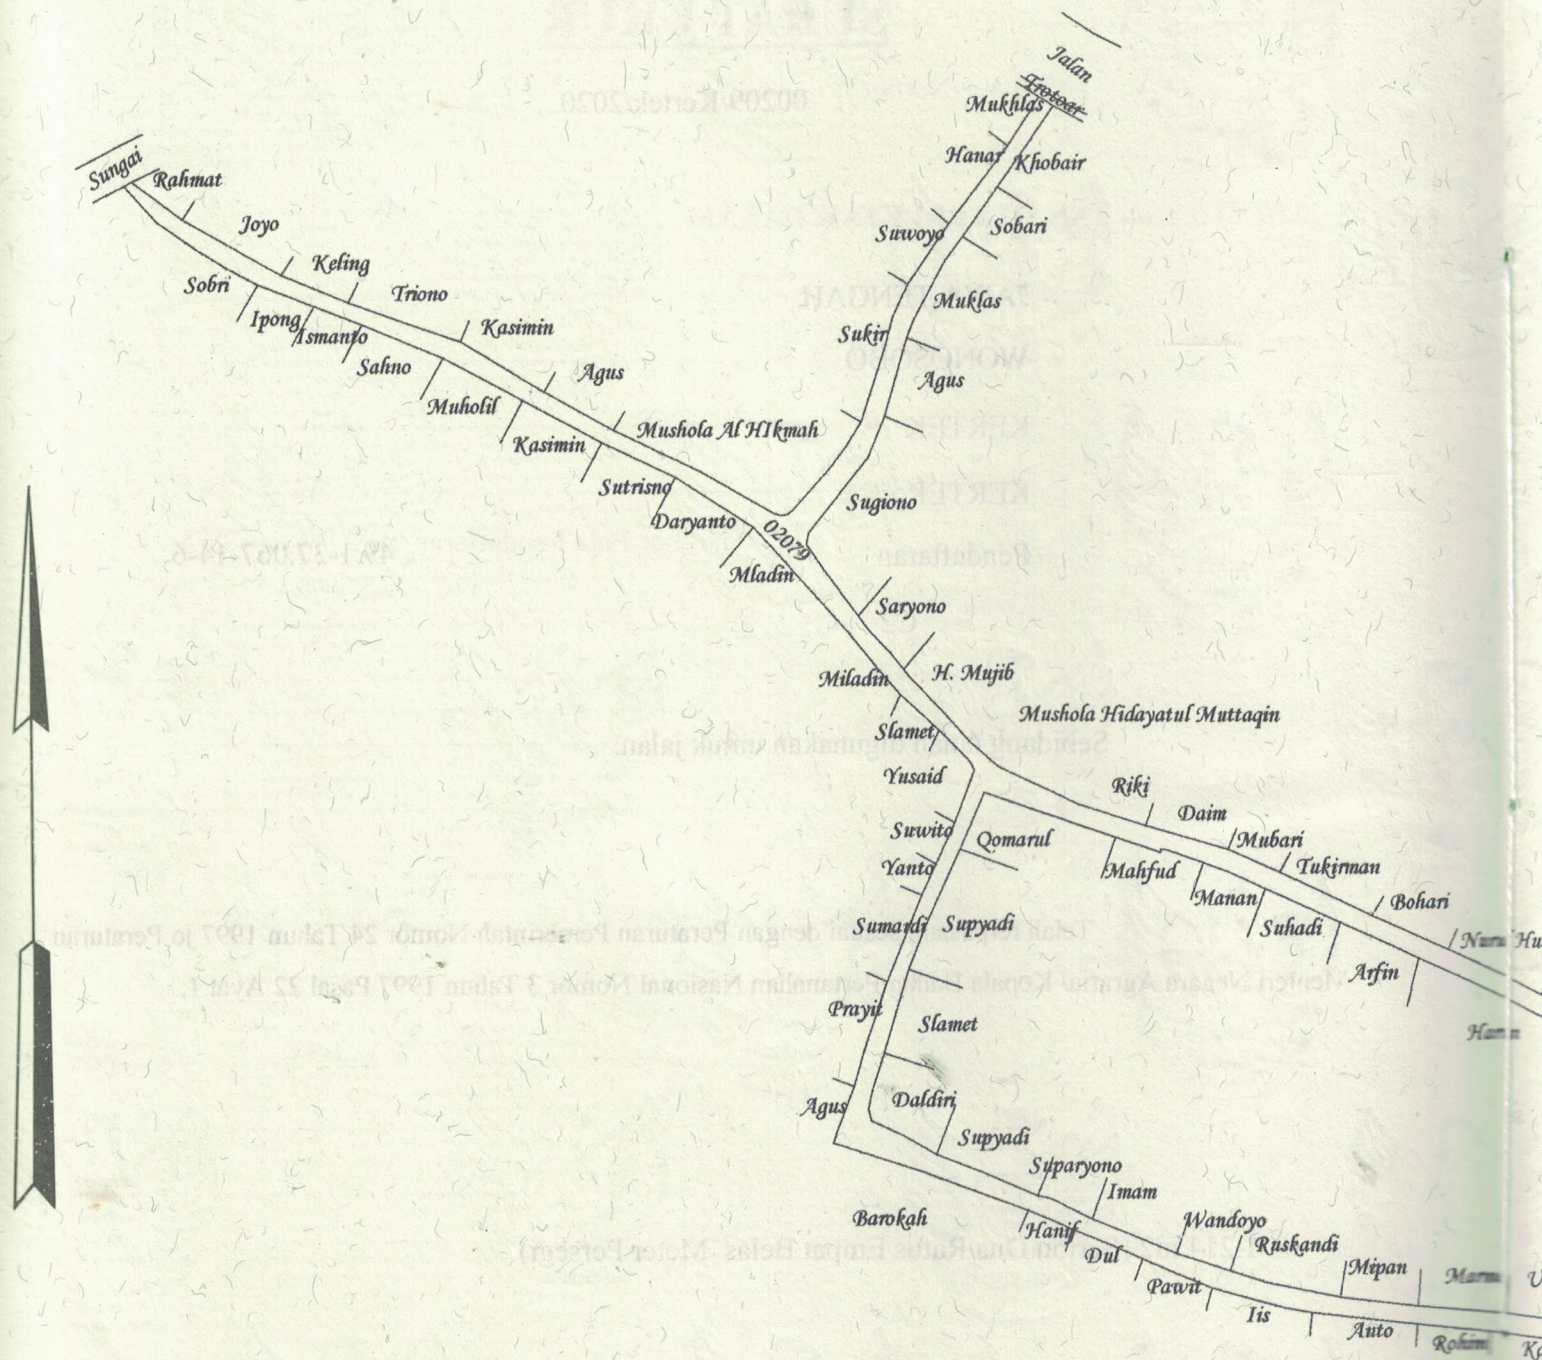 Jalan
Trotoar
Mukhlas
Hanar
Khobair
Sungai
Rahmat
Joyo
Suwoyo
Sobari
Keling
Sobri
Triono
Muklas
Ipong
Ismanto
Kasimin
Sukir
Sahno
Agus
Agus
Muholil
Mushola Al HIkmah
Kasimin
Sutrisno
Sugiono
Daryanto
02079
Mladin
Saryono
Miladin
H. Mujib
Mushola Hidayatul Muttaqin
Slamet
Yusaid
Riki
Daim
Suwito
Qomarul
Mubari
Yanto
Mahfud
Tukirman
Manan
Bohari
Sumardi
Supyadi
Suhadi
Arfin
Prayit
Slamet
Agus
Daldiri
Supyadi
Suparyono
Imam
Barokah
Hanif
Wandoyo
Dul
Ruskandi
Pawit
Mipan
Iis
Auto